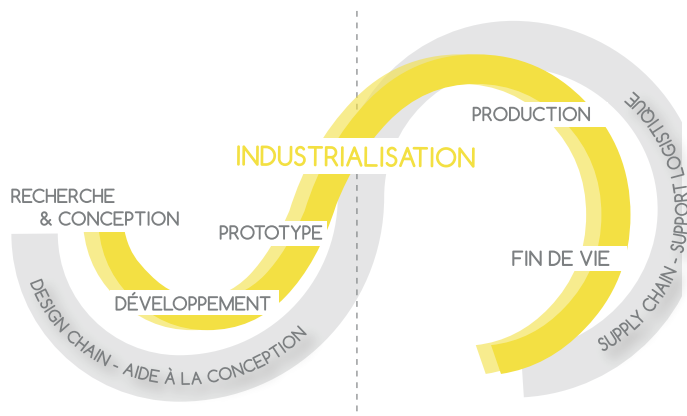 RECHERCHE
& CONCEPTION
DÉVELOPPEMENT
PROTOTYPE
INDUSTRIALISATION
PRODUCTION
FIN DE VIE
DESIGN CHAIN - AIDE À LA CONCEPTION
SUPPLY CHAIN - SUPPORT LOGISTIQUE